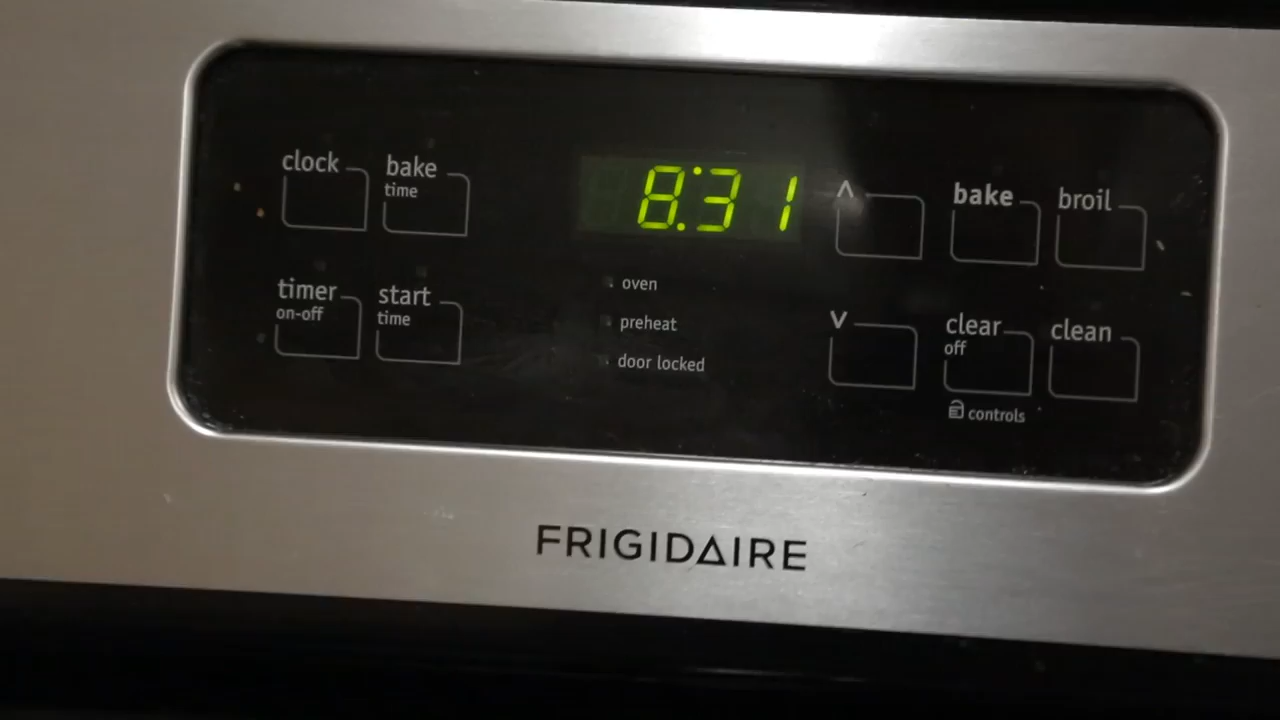 clock
bake
time
8:31
^
bake
broil
timer
on-off
start
time
oven
preheat
door locked
v
clear
off
clean
controls
FRIGIDAIRE